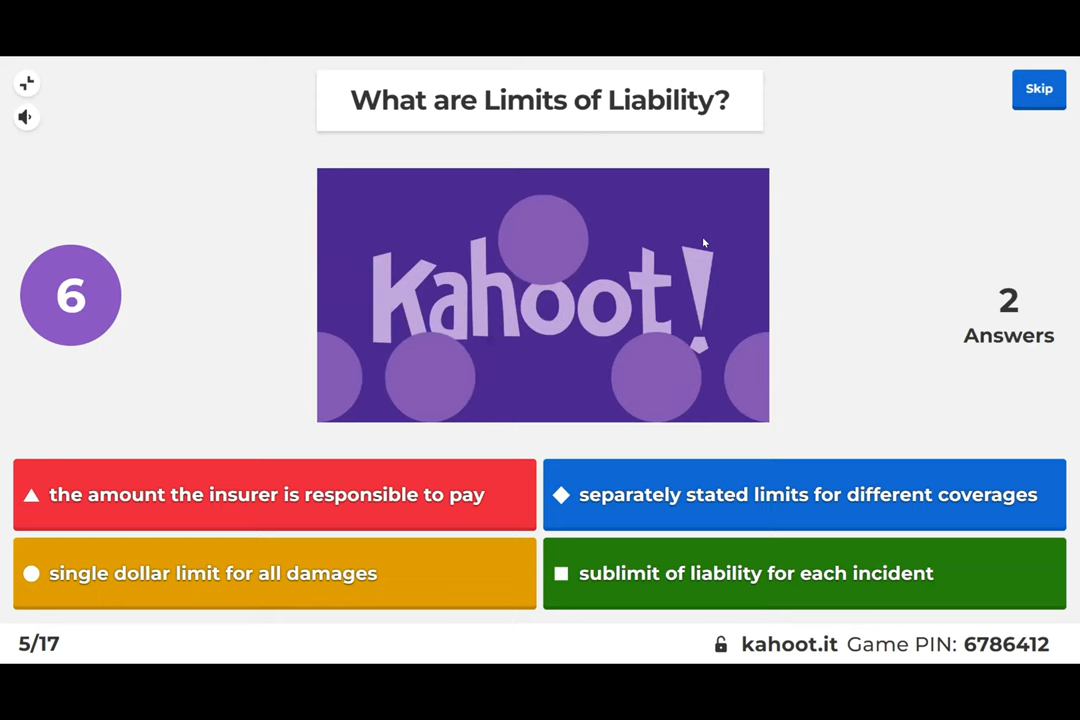 What are Limits of Liability?
Skip
Kahoot!
6
2
Answers
the amount the insurer is responsible to pay
separately stated limits for different coverages
single dollar limit for all damages
sublimit of liability for each incident
5/17
kahoot.it Game PIN: 6786412